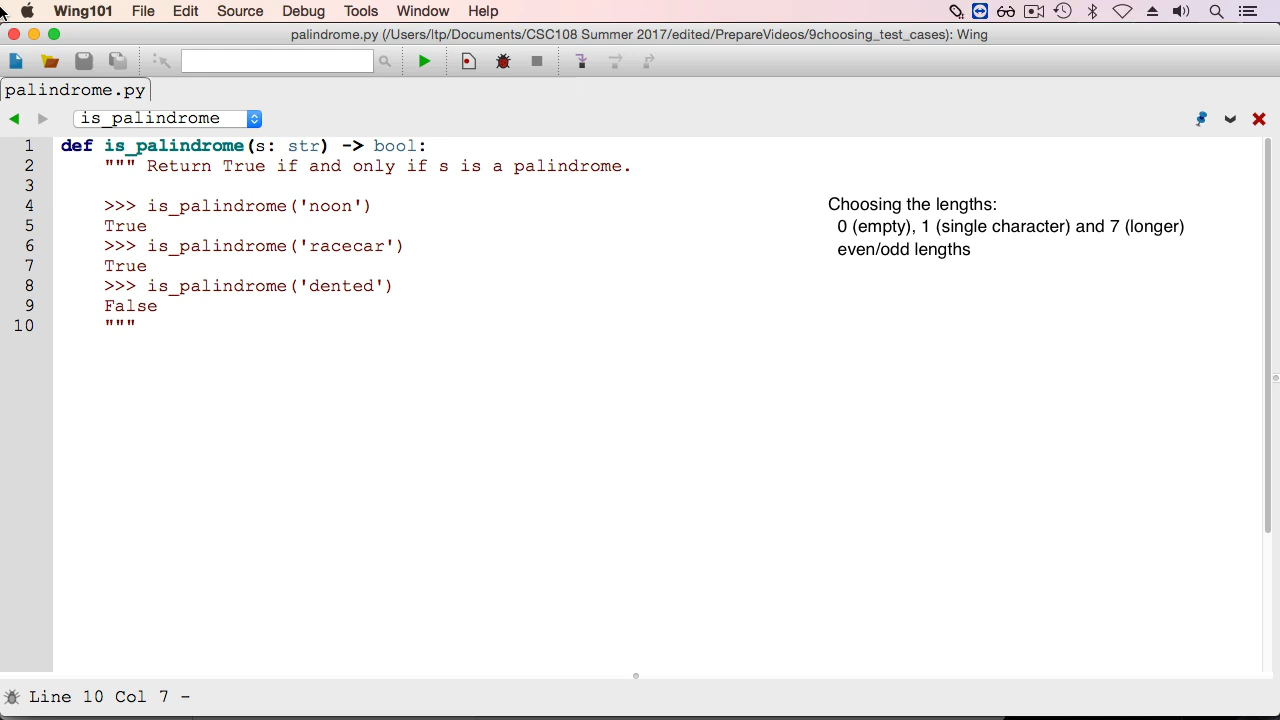 Wing101 File Edit Source Debug Tools Window Help
palindrome.py (/Users/itp/Documents/CSC108 Summer 2017/edited/PrepareVideos/9choosing_test_cases): Wing
palindrome.py
is_palindrome
1 def is_palindrome(s: str) -> bool:
2 """ Return True if and only if s is a palindrome.
3
4 >>> is_palindrome('noon')
5 True
6 >>> is_palindrome('racecar')
7 True
8 >>> is_palindrome('dented')
9 False
10 """
Choosing the lengths:
0 (empty), 1 (single character) and 7 (longer)
even/odd lengths
Line 10 Col 7 -